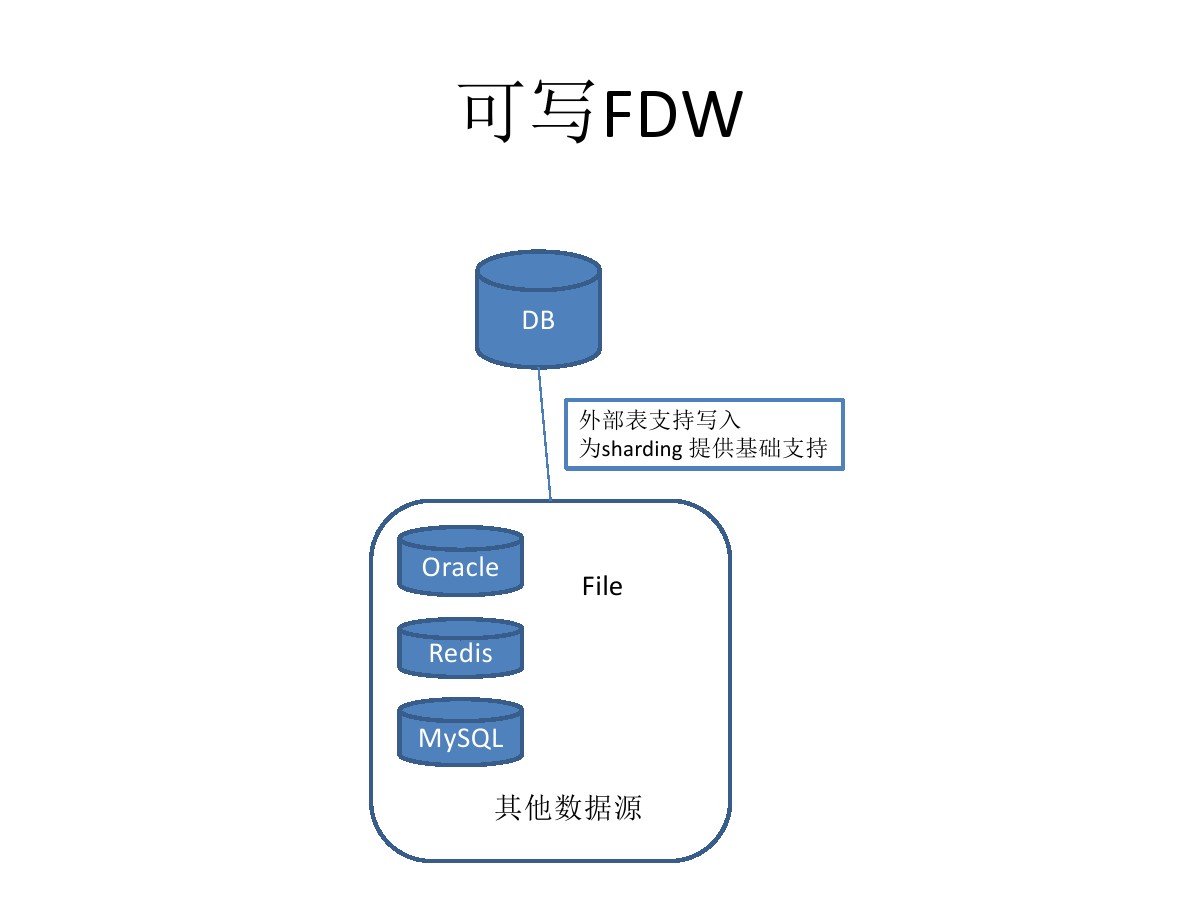 可写FDW
DB
外部表支持写入
为sharding 提供基础支持
Oracle
File
Redis
MySQL
其他数据源